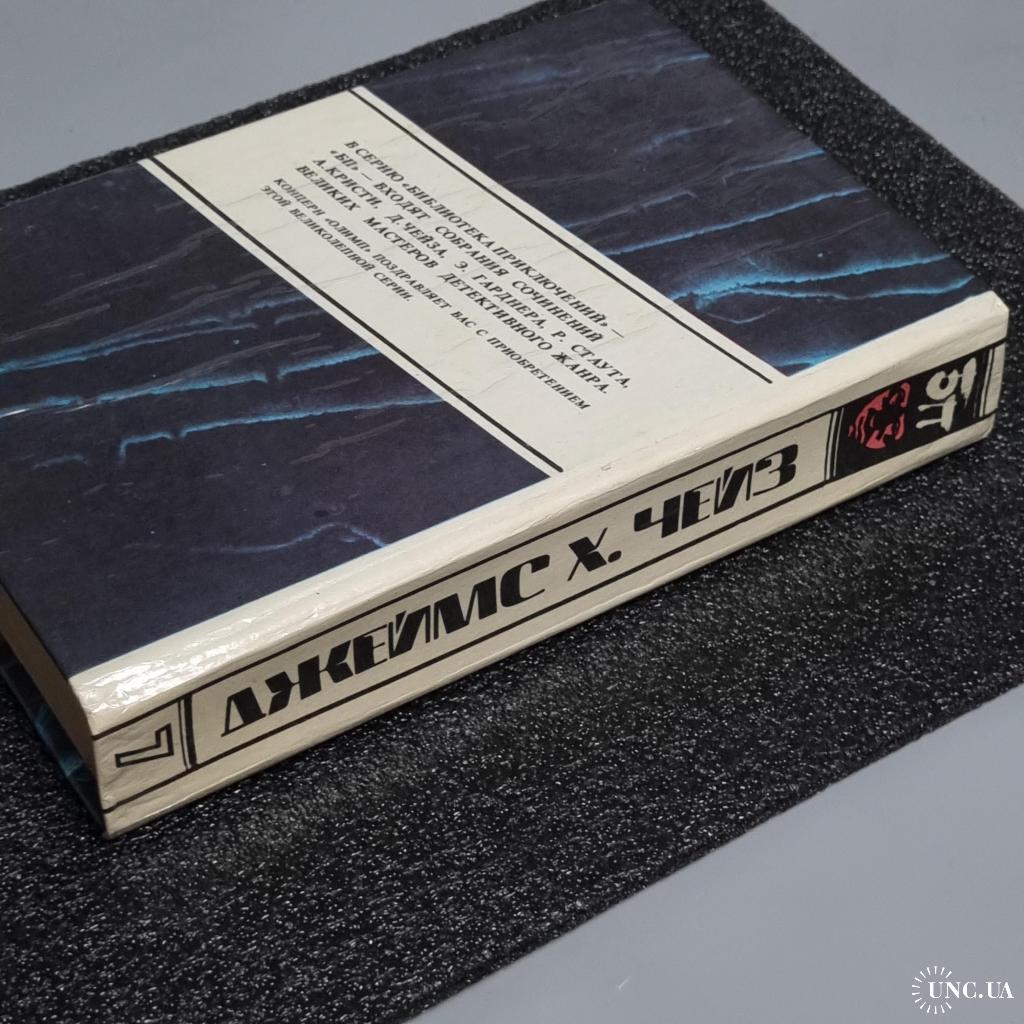 В СЕРИЮ «БИБЛИОТЕКА ПРИКЛЮЧЕНИЙ» —
«БП» — ВХОДЯТ СОБРАНИЯ СОЧИНЕНИЙ
А.КРИСТИ, Д.ЧЕЙЗА, Э. ГАРДНЕРА, Р. СТАУТА,
ВЕЛИКИХ МАСТЕРОВ ДЕТЕКТИВНОГО ЖАНРА.
КОНЦЕРН «ОЛИМП» ПОЗДРАВЛЯЕТ ВАС С ПРИОБРЕТЕНИЕМ
ЭТОЙ ВЕЛИКОЛЕПНОЙ СЕРИИ.
БП
ДЖЕЙМС Х. ЧЕЙЗ
7
UNC.UA